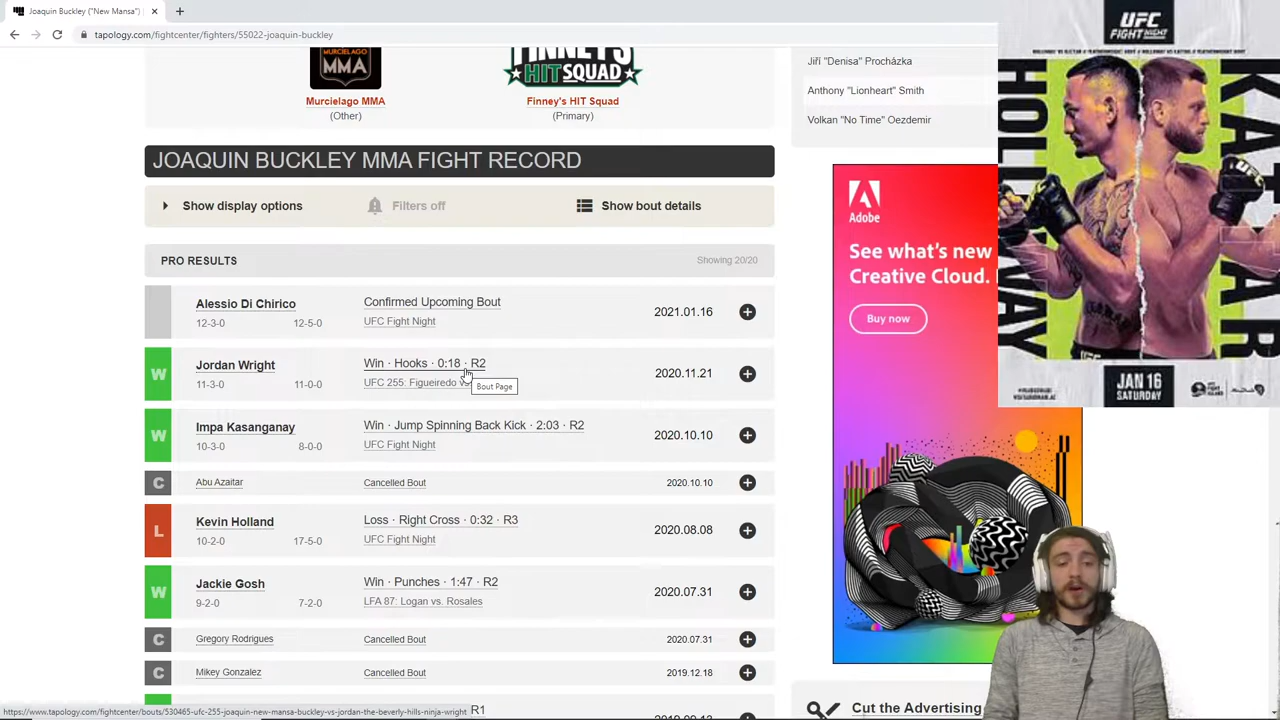 Joaquin Buckley ("New Mansa")
tapology.com/fightcenter/fighters/55022-joaquin-buckley
MURCIELAGO
MMA
Murcielago MMA
(Other)
FINNEY'S
HIT SQUAD
Finney's HIT Squad
(Primary)
Jiří "Denisa" Procházka
Anthony "Lionheart" Smith
Volkan "No Time" Oezdemir
JOAQUIN BUCKLEY MMA FIGHT RECORD
Show display options
Filters off
Show bout details
PRO RESULTS
Showing 20/20
Alessio Di Chirico
12-3-0
12-5-0
Confirmed Upcoming Bout
UFC Fight Night
2021.01.16
W
Jordan Wright
11-3-0
11-0-0
Win · Hooks · 0:18 · R2
UFC 255: Figueiredo
Bout Page
2020.11.21
W
Impa Kasanganay
10-3-0
8-0-0
Win · Jump Spinning Back Kick · 2:03 · R2
UFC Fight Night
2020.10.10
C
Abu Azaitar
Cancelled Bout
2020.10.10
L
Kevin Holland
10-2-0
17-5-0
Loss · Right Cross · 0:32 · R3
UFC Fight Night
2020.08.08
W
Jackie Gosh
9-2-0
7-2-0
Win · Punches · 1:47 · R2
LFA 87: Logan vs. Rosales
2020.07.31
C
Gregory Rodrigues
Cancelled Bout
2020.07.31
C
Mikey Gonzalez
Cancelled Bout
2019.12.18
R1
https://www.tapology.com/fightcenter/bouts/530465-ufc-255-joaquin-new-mansa-buckley-vs-jordan-the-beverly-hills-ninja-wright
Adobe
See what's new
Creative Cloud.
Buy now
Cut the Advertising
UFC
FIGHT NIGHT
HOLLOWAY
KATTAR
UFC
JAN 16
SATURDAY